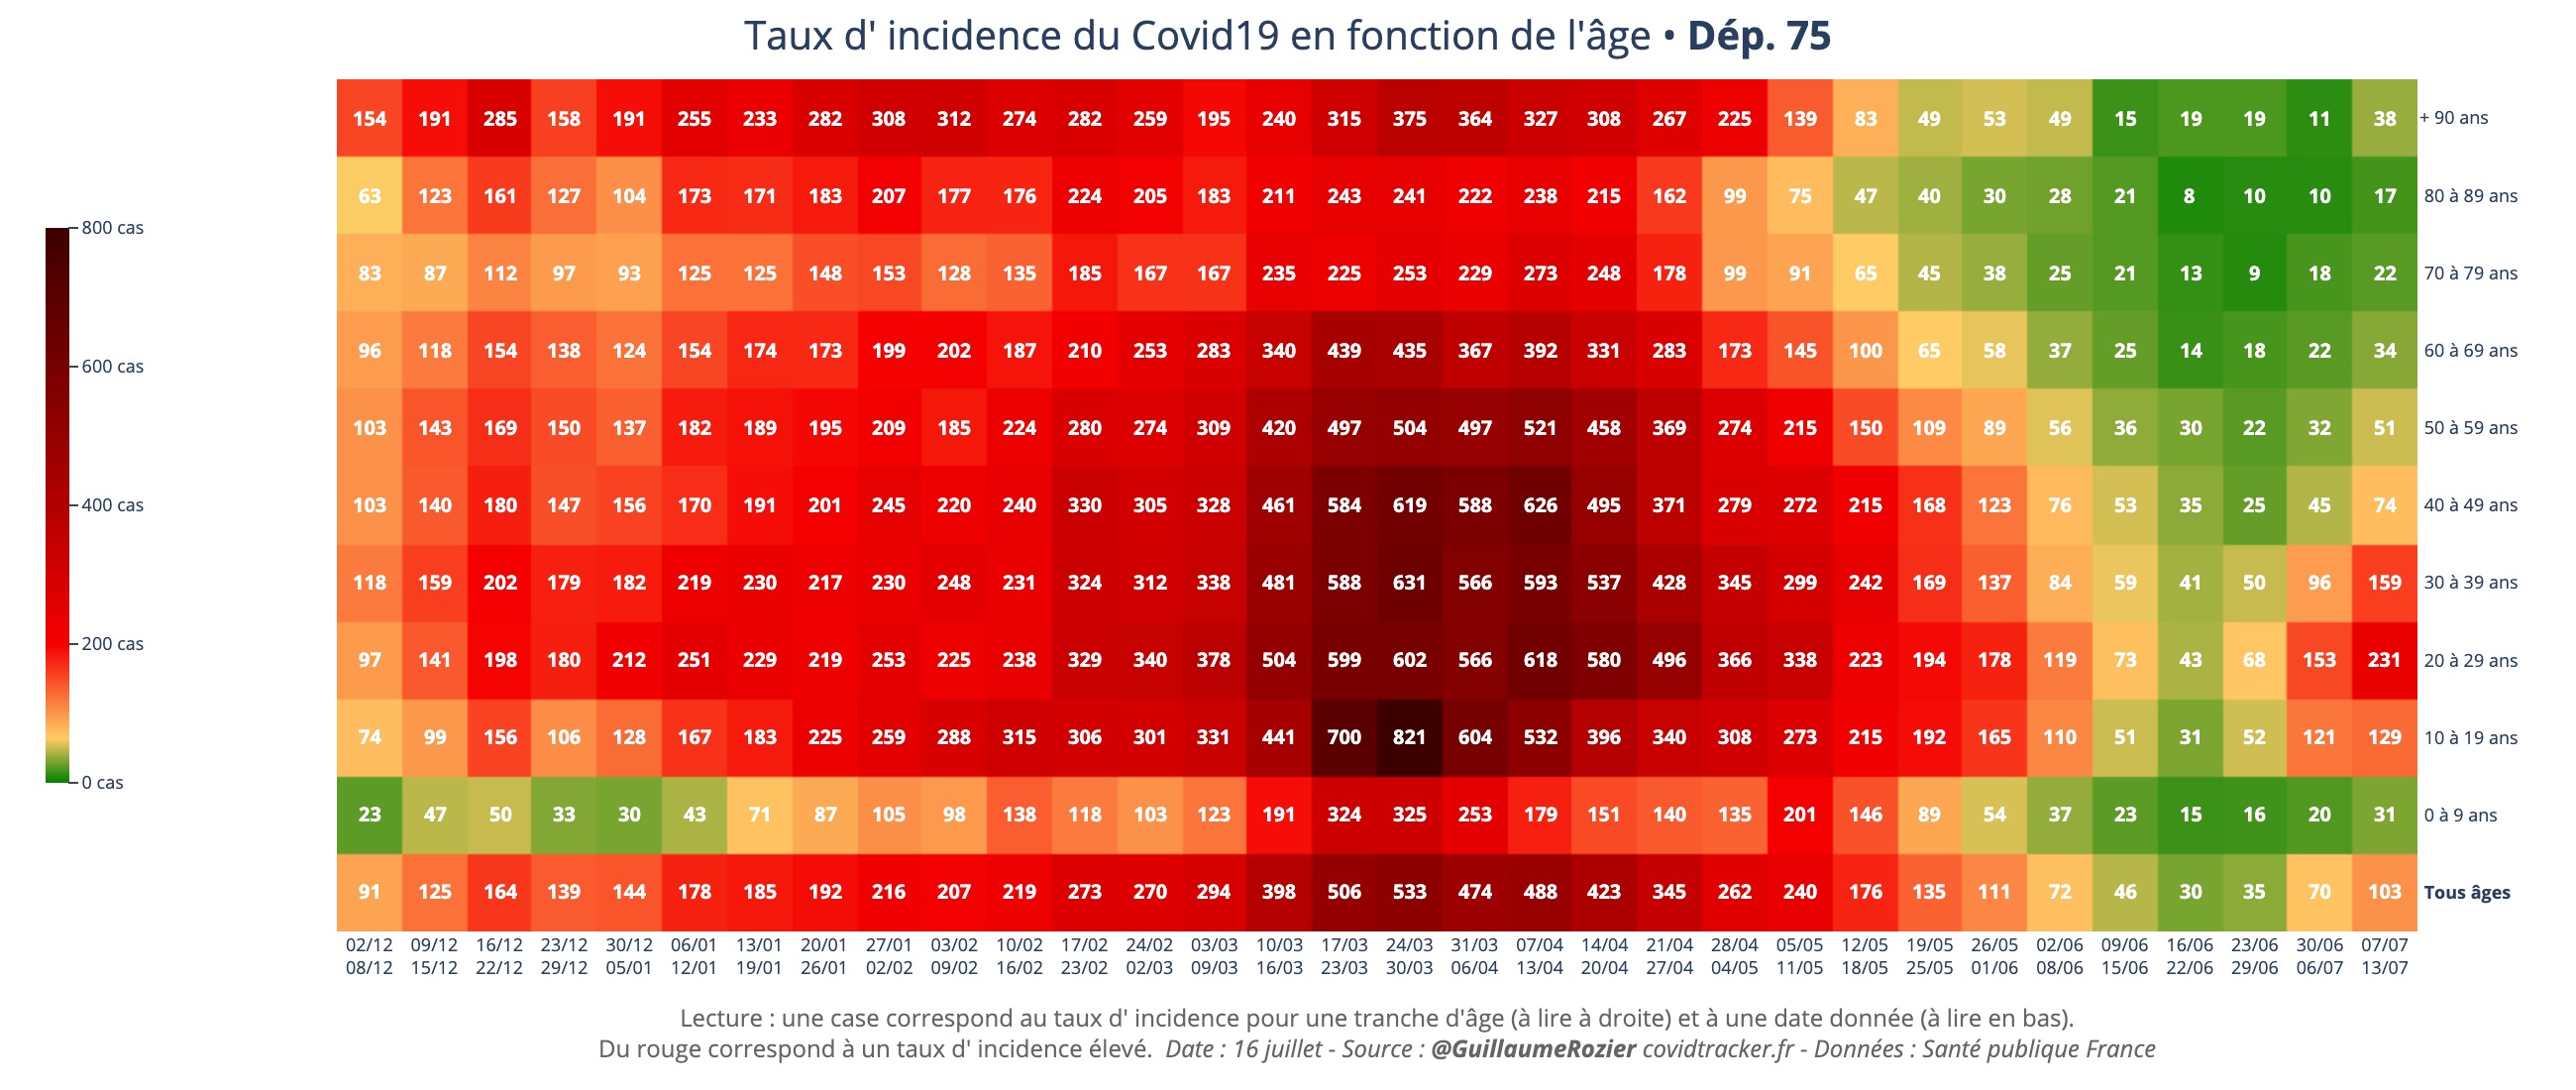 Taux d' incidence du Covid19 en fonction de l'âge • Dép. 75
800 cas
600 cas
400 cas
200 cas
0 cas
154 191 285 158 191 255 233 282 308 312 274 282 259 195 240 315 375 364 327 308 267 225 139 83 49 53 49 15 19 19 11 38 + 90 ans
63 123 161 127 104 173 171 183 207 177 176 224 205 183 211 243 241 222 238 215 162 99 75 47 40 30 28 21 8 10 10 17 80 à 89 ans
83 87 112 97 93 125 125 148 153 128 135 185 167 167 235 225 253 229 273 248 178 99 91 65 45 38 25 21 13 9 18 22 70 à 79 ans
96 118 154 138 124 154 174 173 199 202 187 210 253 283 340 439 435 367 392 331 283 173 145 100 65 58 37 25 14 18 22 34 60 à 69 ans
103 143 169 150 137 182 189 195 209 185 224 280 274 309 420 497 504 497 521 458 369 274 215 150 109 89 56 36 30 22 32 51 50 à 59 ans
103 140 180 147 156 170 191 201 245 220 240 330 305 328 461 584 619 588 626 495 371 279 272 215 168 123 76 53 35 25 45 74 40 à 49 ans
118 159 202 179 182 219 230 217 230 248 231 324 312 338 481 588 631 566 593 537 428 345 299 242 169 137 84 59 41 50 96 159 30 à 39 ans
97 141 198 180 212 251 229 219 253 225 238 329 340 378 504 599 602 566 618 580 496 366 338 223 194 178 119 73 43 68 153 231 20 à 29 ans
74 99 156 106 128 167 183 225 259 288 315 306 301 331 441 700 821 604 532 396 340 308 273 215 192 165 110 51 31 52 121 129 10 à 19 ans
23 47 50 33 30 43 71 87 105 98 138 118 103 123 191 324 325 253 179 151 140 135 201 146 89 54 37 23 15 16 20 31 0 à 9 ans
91 125 164 139 144 178 185 192 216 207 219 273 270 294 398 506 533 474 488 423 345 262 240 176 135 111 72 46 30 35 70 103 Tous âges
02/12 09/12 16/12 23/12 30/12 06/01 13/01 20/01 27/01 03/02 10/02 17/02 24/02 03/03 10/03 17/03 24/03 31/03 07/04 14/04 21/04 28/04 05/05 12/05 19/05 26/05 02/06 09/06 16/06 23/06 30/06 07/07
08/12 15/12 22/12 29/12 05/01 12/01 19/01 26/01 02/02 09/02 16/02 23/02 02/03 09/03 16/03 23/03 30/03 06/04 13/04 20/04 27/04 04/05 11/05 18/05 25/05 01/06 08/06 15/06 22/06 29/06 06/07 13/07
Lecture : une case correspond au taux d' incidence pour une tranche d'âge (à lire à droite) et à une date donnée (à lire en bas).
Du rouge correspond à un taux d' incidence élevé. Date : 16 juillet - Source : @GuillaumeRozier covidtracker.fr - Données : Santé publique France